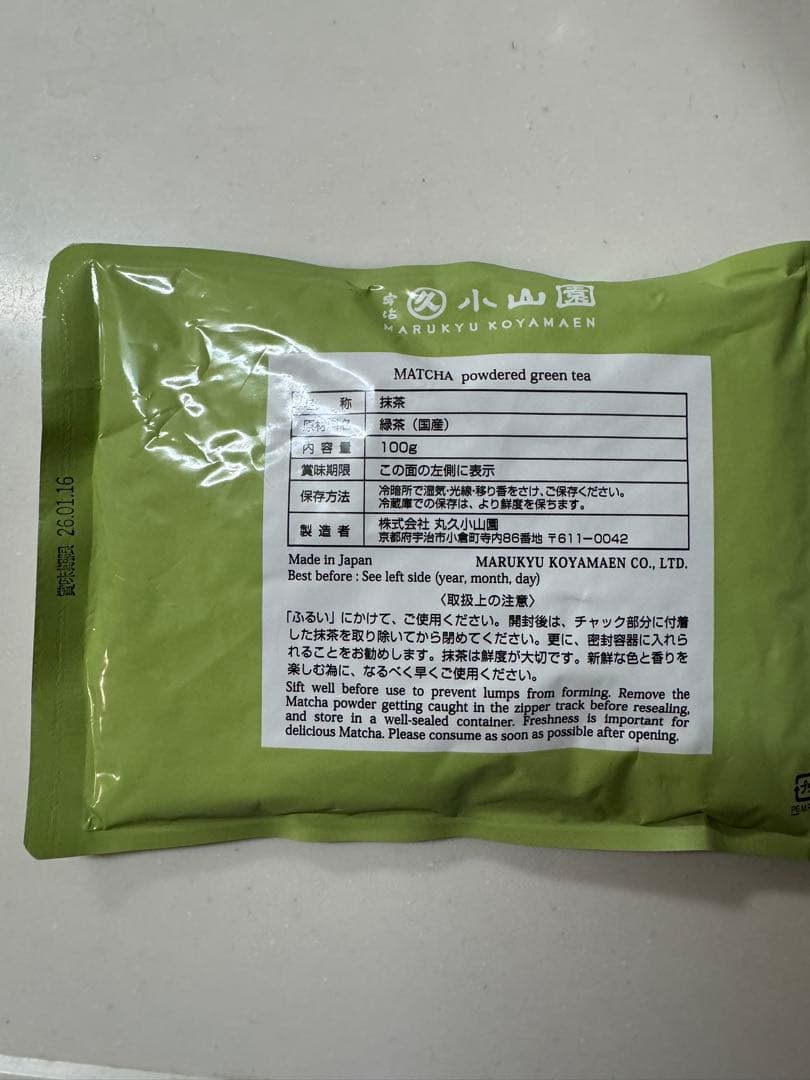 宇治 久 小山園
MARUKYU KOYAMAEN
MATCHA powdered green tea
品 称 抹茶
原材料名 緑茶（国産）
内容量 100g
賞味期限 この面の左側に表示
保存方法 冷暗所で湿気・光線・移り香をさけ、ご保存ください。
冷蔵庫での保存は、より鮮度を保ちます。
製造者 株式会社 丸久小山園
京都府宇治市小倉町寺内86番地 〒611-0042
Made in Japan MARUKYU KOYAMAEN CO., LTD.
Best before : See left side (year, month, day)
〈取扱上の注意〉
「ふるい」にかけて、ご使用ください。開封後は、チャック部分に付着
した抹茶を取り除いてから閉めてください。更に、密封容器に入れら
れることをお勧めします。抹茶は鮮度が大切です。新鮮な色と香りを
楽しむ為に、なるべく早くご使用ください。
Sift well before use to prevent lumps from forming. Remove the
Matcha powder getting caught in the zipper track before resealing,
and store in a well-sealed container. Freshness is important for
delicious Matcha. Please consume as soon as possible after opening.
賞味期限 26.01.16